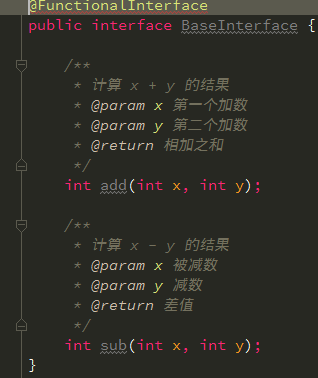 @FunctionalInterface
public interface BaseInterface {
/**
* 计算 x + y 的结果
* @param x 第一个加数
* @param y 第二个加数
* @return 相加之和
*/
int add(int x, int y);
/**
* 计算 x - y 的结果
* @param x 被减数
* @param y 减数
* @return 差值
*/
int sub(int x, int y);
}